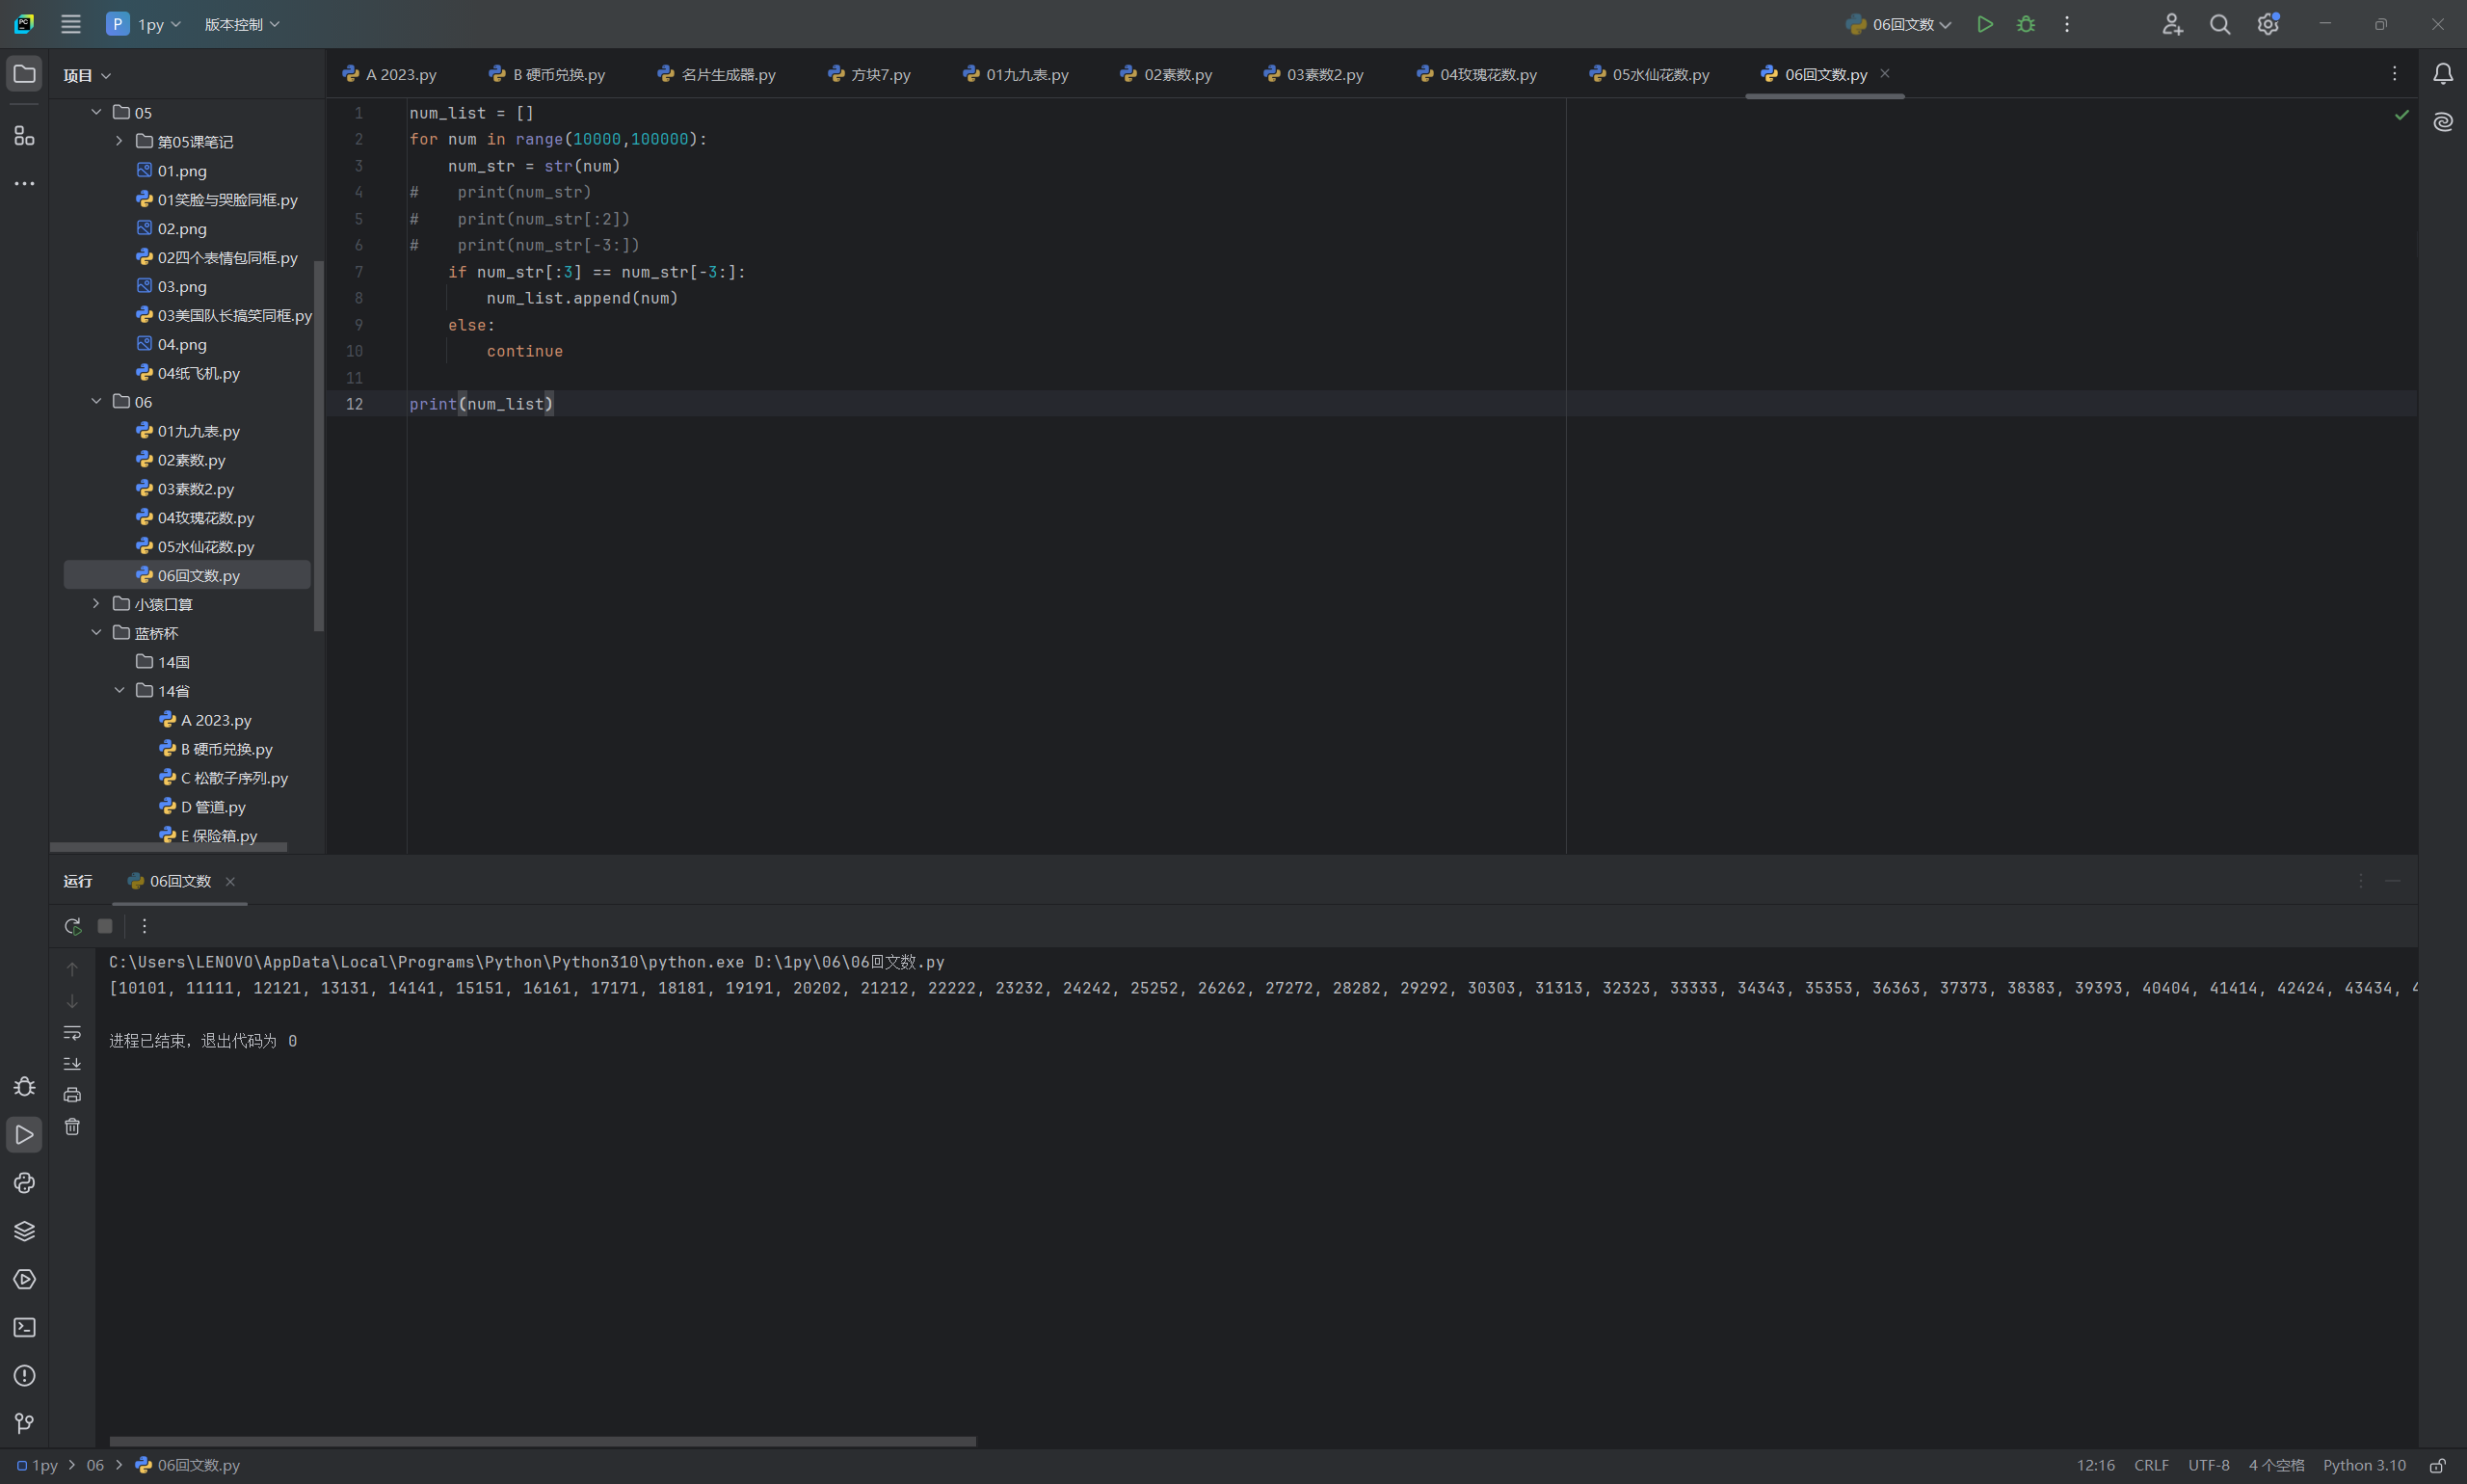 P 1py 版本控制 06回文数
项目
A 2023.py B 硬币兑换.py 名片生成器.py 方块7.py 01九九表.py 02素数.py 03素数2.py 04玫瑰花数.py 05水仙花数.py 06回文数.py
05
第05课笔记
01.png
01笑脸与哭脸同框.py
02.png
02四个表情包同框.py
03.png
03美国队长搞笑同框.py
04.png
04纸飞机.py
06
01九九表.py
02素数.py
03素数2.py
04玫瑰花数.py
05水仙花数.py
06回文数.py
小猿口算
蓝桥杯
14国
14省
A 2023.py
B 硬币兑换.py
C 松散子序列.py
D 管道.py
E 保险箱.py
1 num_list = []
2 for num in range(10000,100000):
3     num_str = str(num)
4 #    print(num_str)
5 #    print(num_str[:2])
6 #    print(num_str[-3:])
7     if num_str[:3] == num_str[-3:]:
8         num_list.append(num)
9     else:
10         continue
11
12 print(num_list)
运行 06回文数
C:\Users\LENOVO\AppData\Local\Programs\Python\Python310\python.exe D:\1py\06\06回文数.py
[10101, 11111, 12121, 13131, 14141, 15151, 16161, 17171, 18181, 19191, 20202, 21212, 22222, 23232, 24242, 25252, 26262, 27272, 28282, 29292, 30303, 31313, 32323, 33333, 34343, 35353, 36363, 37373, 38383, 39393, 40404, 41414, 42424, 43434,
进程已结束，退出代码为 0
1py > 06 > 06回文数.py 12:16 CRLF UTF-8 4 个空格 Python 3.10